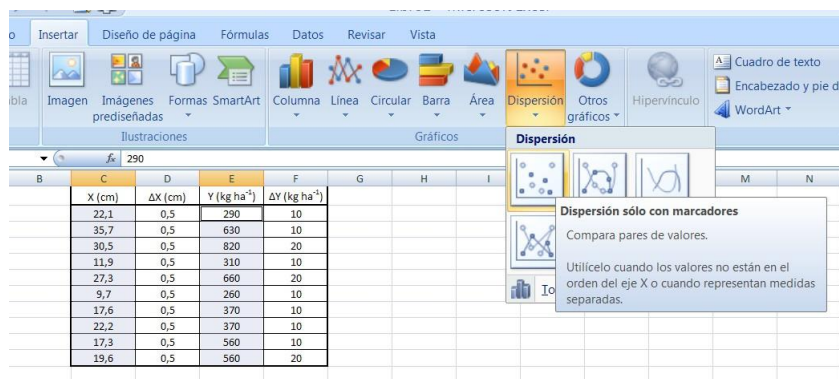 Insertar Diseño de página Fórmulas Datos Revisar Vista
Imagen Imágenes prediseñadas Formas SmartArt Columna Línea Circular Barra Área Dispersión Otros gráficos Hipervínculo
Cuadro de texto
Encabezado y pie d
WordArt
Ilustraciones Gráficos
Dispersión
fx 290
B C D E F G H I M N
X (cm) ΔX (cm) Y (kg ha-1) ΔY (kg ha-1)
22,1 0,5 290 10
35,7 0,5 630 10
30,5 0,5 820 20
11,9 0,5 310 10
27,3 0,5 660 20
9,7 0,5 260 10
17,6 0,5 370 10
22,2 0,5 370 10
17,3 0,5 560 10
19,6 0,5 560 20
Dispersión sólo con marcadores
Compara pares de valores.
Utilícelo cuando los valores no están en el
orden del eje X o cuando representan medidas
separadas.
To